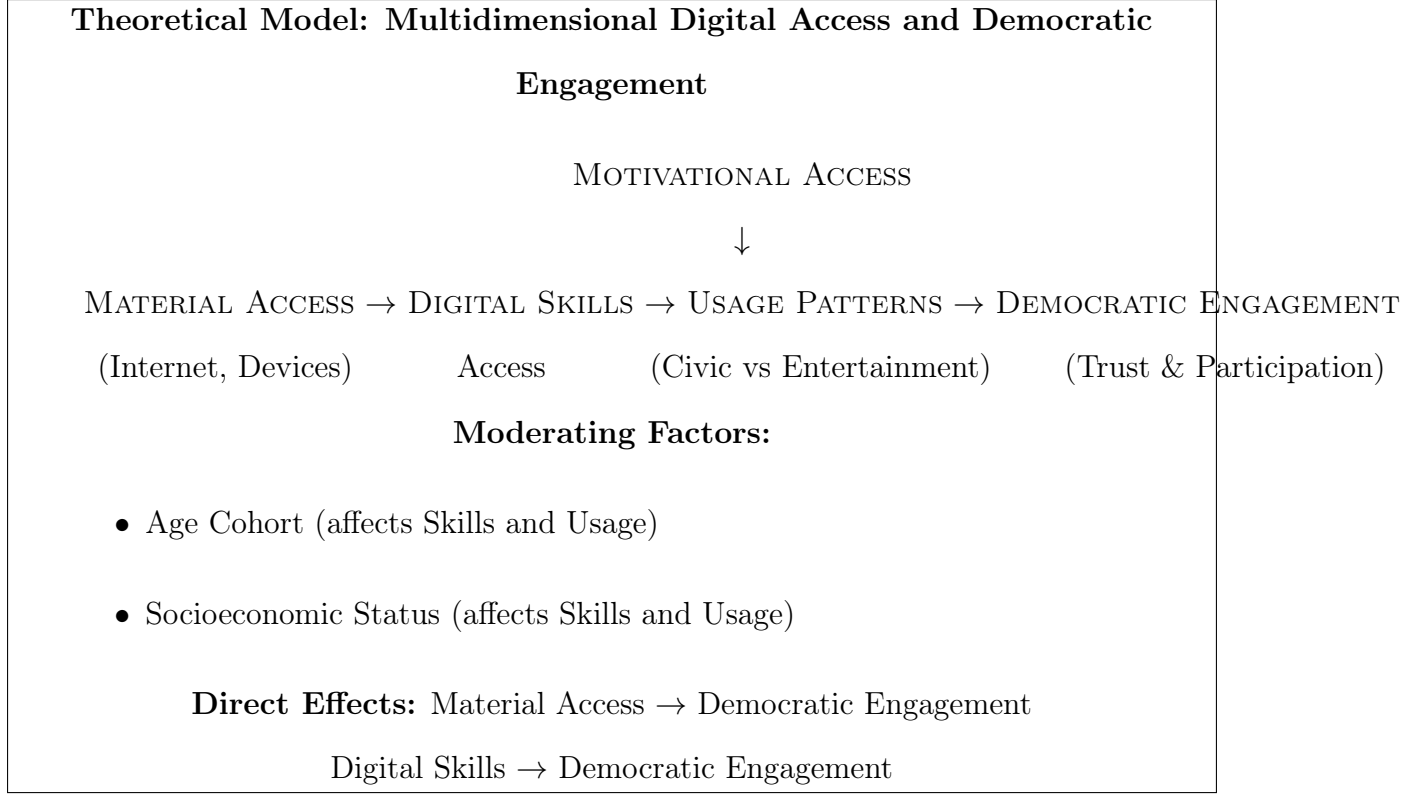 Theoretical Model: Multidimensional Digital Access and Democratic
Engagement
Motivational Access
↓
Material Access → Digital Skills → Usage Patterns → Democratic Engagement
(Internet, Devices) Access (Civic vs Entertainment) (Trust & Participation)
Moderating Factors:
• Age Cohort (affects Skills and Usage)
• Socioeconomic Status (affects Skills and Usage)
Direct Effects: Material Access → Democratic Engagement
Digital Skills → Democratic Engagement